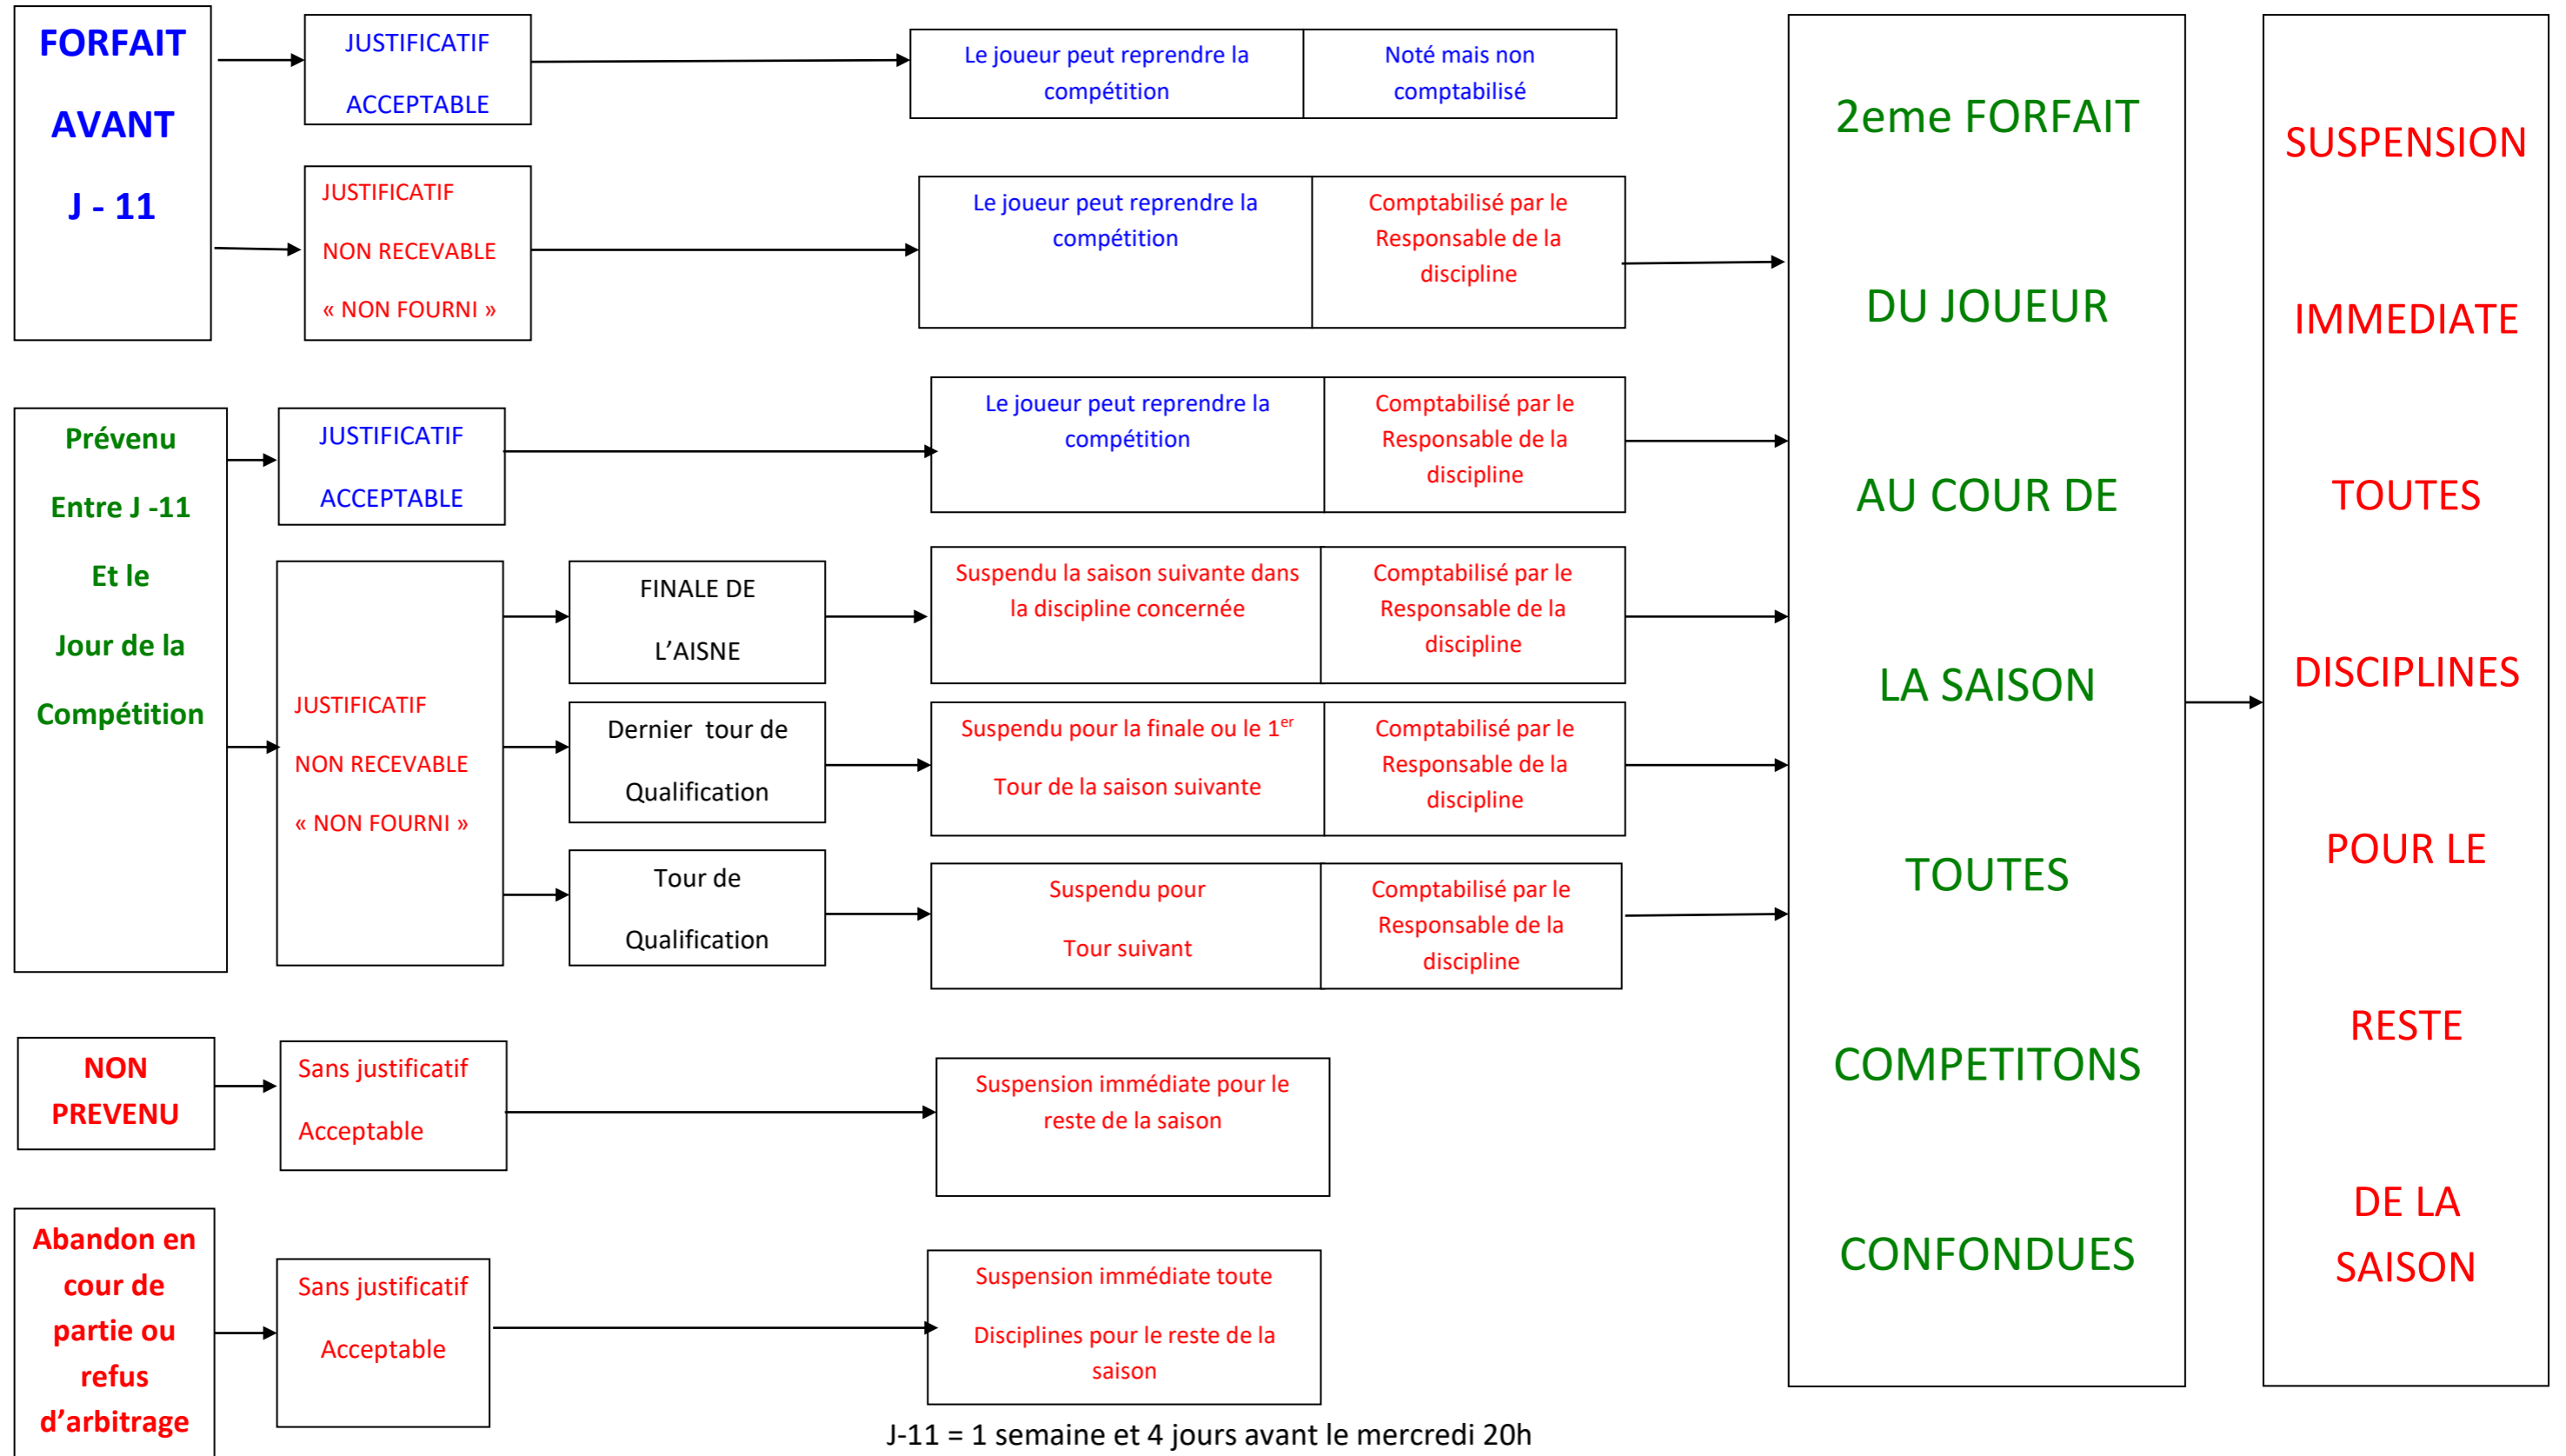 FORFAIT
AVANT
J - 11
JUSTIFICATIF
ACCEPTABLE
Le joueur peut reprendre la
compétition
Noté mais non
comptabilisé
JUSTIFICATIF
NON RECEVABLE
« NON FOURNI »
Le joueur peut reprendre la
compétition
Comptabilisé par le
Responsable de la
discipline
Prévenu
Entre J -11
Et le
Jour de la
Compétition
JUSTIFICATIF
ACCEPTABLE
Le joueur peut reprendre la
compétition
Comptabilisé par le
Responsable de la
discipline
JUSTIFICATIF
NON RECEVABLE
« NON FOURNI »
FINALE DE
L’AISNE
Suspendu la saison suivante dans
la discipline concernée
Comptabilisé par le
Responsable de la
discipline
Dernier tour de
Qualification
Suspendu pour la finale ou le 1er
Tour de la saison suivante
Comptabilisé par le
Responsable de la
discipline
Tour de
Qualification
Suspendu pour
Tour suivant
Comptabilisé par le
Responsable de la
discipline
NON
PREVENU
Sans justificatif
Acceptable
Suspension immédiate pour le
reste de la saison
Abandon en
cour de
partie ou
refus
d’arbitrage
Sans justificatif
Acceptable
Suspension immédiate toute
Disciplines pour le reste de la
saison
2eme FORFAIT
DU JOUEUR
AU COUR DE
LA SAISON
TOUTES
COMPETITONS
CONFONDUES
SUSPENSION
IMMEDIATE
TOUTES
DISCIPLINES
POUR LE
RESTE
DE LA
SAISON
J-11 = 1 semaine et 4 jours avant le mercredi 20h